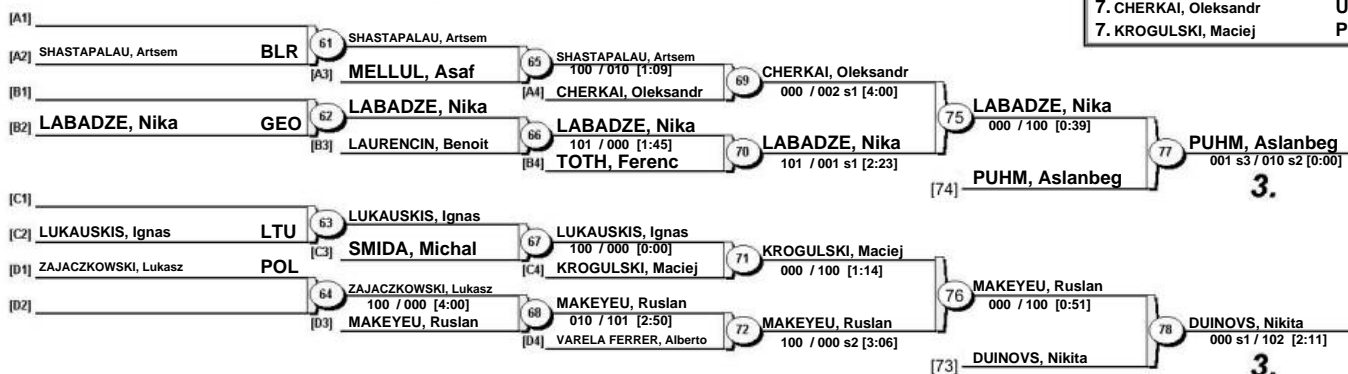 7. CHERKAI, Oleksandr U
7. KROGULSKI, Maciej P
[A1]
[A2] SHASTAPALAU, Artsem BLR
61
SHASTAPALAU, Artsem
[A3] MELLUL, Asaf
65
SHASTAPALAU, Artsem
100 / 010 [1:09]
[A4] CHERKAI, Oleksandr
69
CHERKAI, Oleksandr
000 / 002 s1 [4:00]
[B1]
[B2] LABADZE, Nika GEO
62
LABADZE, Nika
[B3] LAURENCIN, Benoit
66
LABADZE, Nika
101 / 000 [1:45]
[B4] TOTH, Ferenc
70
LABADZE, Nika
101 / 001 s1 [2:23]
75
LABADZE, Nika
000 / 100 [0:39]
[74] PUHM, Aslanbeg
77
PUHM, Aslanbeg
001 s3 / 010 s2 [0:00]
3.
[C1]
[C2] LUKAUSKIS, Ignas LTU
63
LUKAUSKIS, Ignas
[C3] SMIDA, Michal
67
LUKAUSKIS, Ignas
100 / 000 [0:00]
[C4] KROGULSKI, Maciej
71
KROGULSKI, Maciej
000 / 100 [1:14]
[D1] ZAJACZKOWSKI, Lukasz POL
[D2]
64
ZAJACZKOWSKI, Lukasz
100 / 000 [4:00]
[D3] MAKEYEU, Ruslan
68
MAKEYEU, Ruslan
010 / 101 [2:50]
[D4] VARELA FERRER, Alberto
72
MAKEYEU, Ruslan
100 / 000 s2 [3:06]
76
MAKEYEU, Ruslan
000 / 100 [0:51]
[73] DUINOVS, Nikita
78
DUINOVS, Nikita
000 s1 / 102 [2:11]
3.